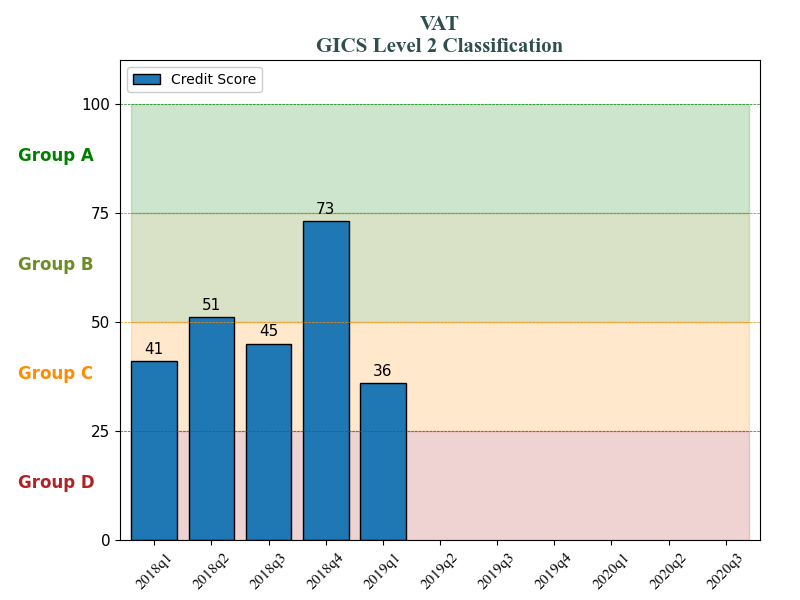 VAT
GICS Level 2 Classification
Credit Score
100
Group A
75
73
Group B
51
50
45
41
36
Group C
25
Group D
0
2018q1 2018q2 2018q3 2018q4 2019q1 2019q2 2019q3 2019q4 2020q1 2020q2 2020q3